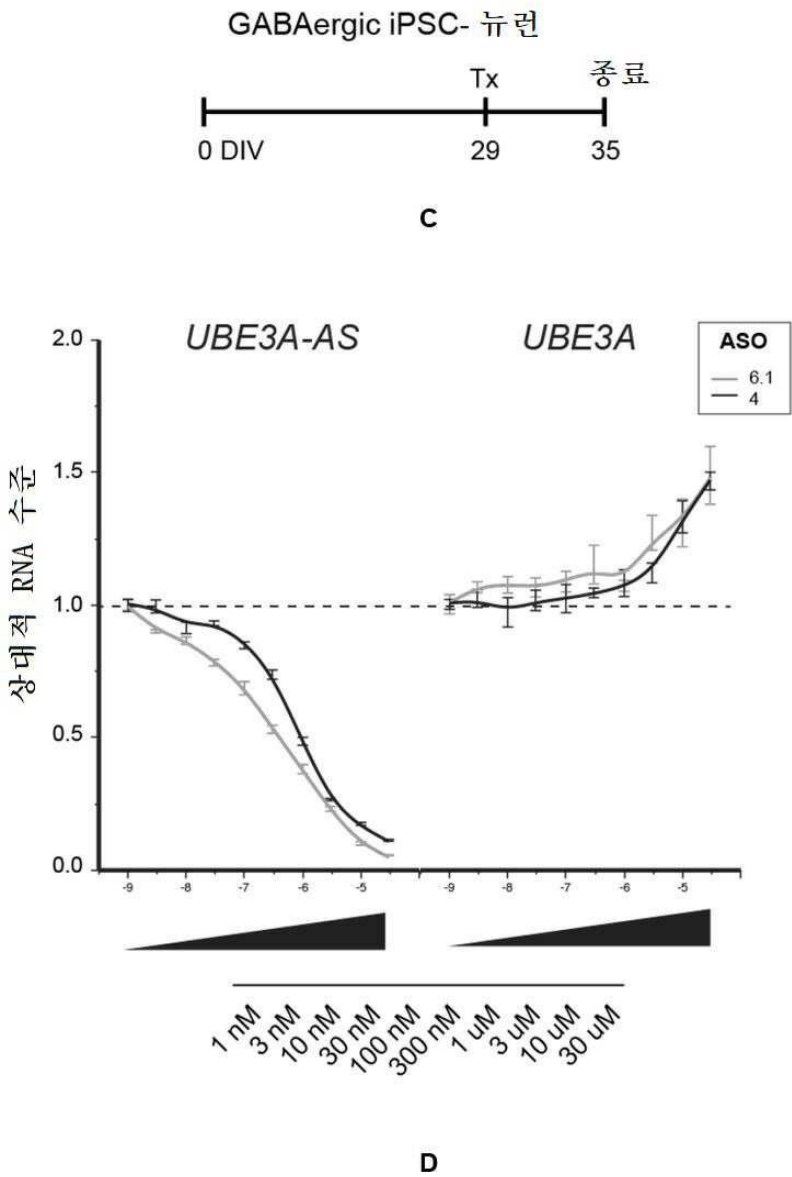 GABAergic iPSC- 뉴런
Tx 종료
0 DIV 29 35
C
UBE3A-AS UBE3A
ASO
6.1
4
2.0
1.5
1.0
0.5
0.0
상대적 RNA 수준
-9 -8 -7 -6 -5 -9 -8 -7 -6 -5
1 nM
3 nM
10 nM
30 nM
100 nM
300 nM
1 uM
3 uM
10 uM
30 uM
D